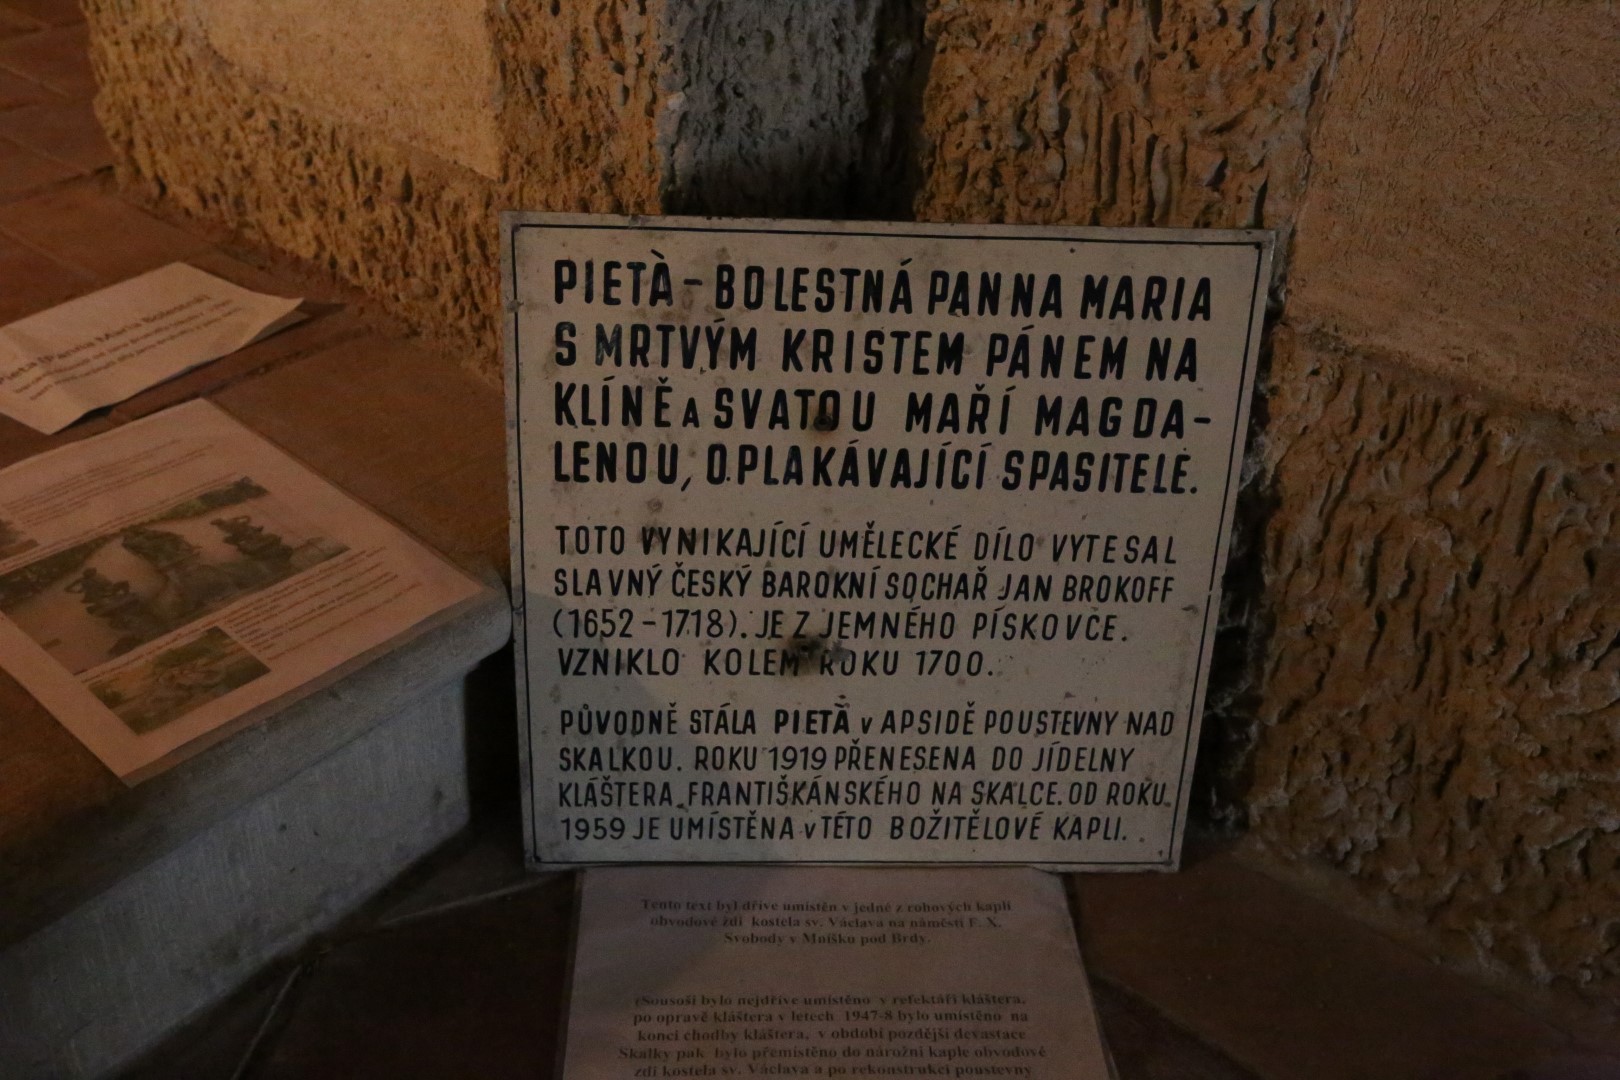 PIETÀ – BOLESTNÁ PANNA MARIA
S MRTVÝM KRISTEM PÁNEM NA
KLÍNĚ A SVATOU MAŘÍ MAGDA-
LENOU, OPLAKÁVAJÍCÍ SPASITELE.
TOTO VYNIKAJÍCÍ UMĚLECKÉ DÍLO VYTESAL
SLAVNÝ ČESKÝ BAROKNÍ SOCHAŘ JAN BROKOFF
(1652 – 1718). JE Z JEMNÉHO PÍSKOVCE.
VZNIKLO KOLEM ROKU 1700.
PŮVODNĚ STÁLA PIETÀ V APSIDĚ POUSTEVNY NAD
SKALKOU. ROKU 1919 PŘENESENA DO JÍDELNY
KLÁŠTERA FRANTIŠKÁNSKÉHO NA SKALCE. OD ROKU
1959 JE UMÍSTĚNA V TÉTO BOŽITĚLOVÉ KAPLI.
Tento text byl dříve umístěn v jedné z rohových kaplí
obvodové zdi kostela sv. Václava na náměstí F. X.
Svobody v Mníšku pod Brdy.
(Sousoší bylo nejdříve umístěno v refektáři kláštera,
po opravě kláštera v letech 1947-8 bylo umístěno na
konci chodby kláštera, v období pozdější devastace
Skalky pak bylo přemístěno do nárožní kaple obvodové
zdi kostela sv. Václava a po rekonstrukci poustevny
Pieta (Panna Maria Bolestná)